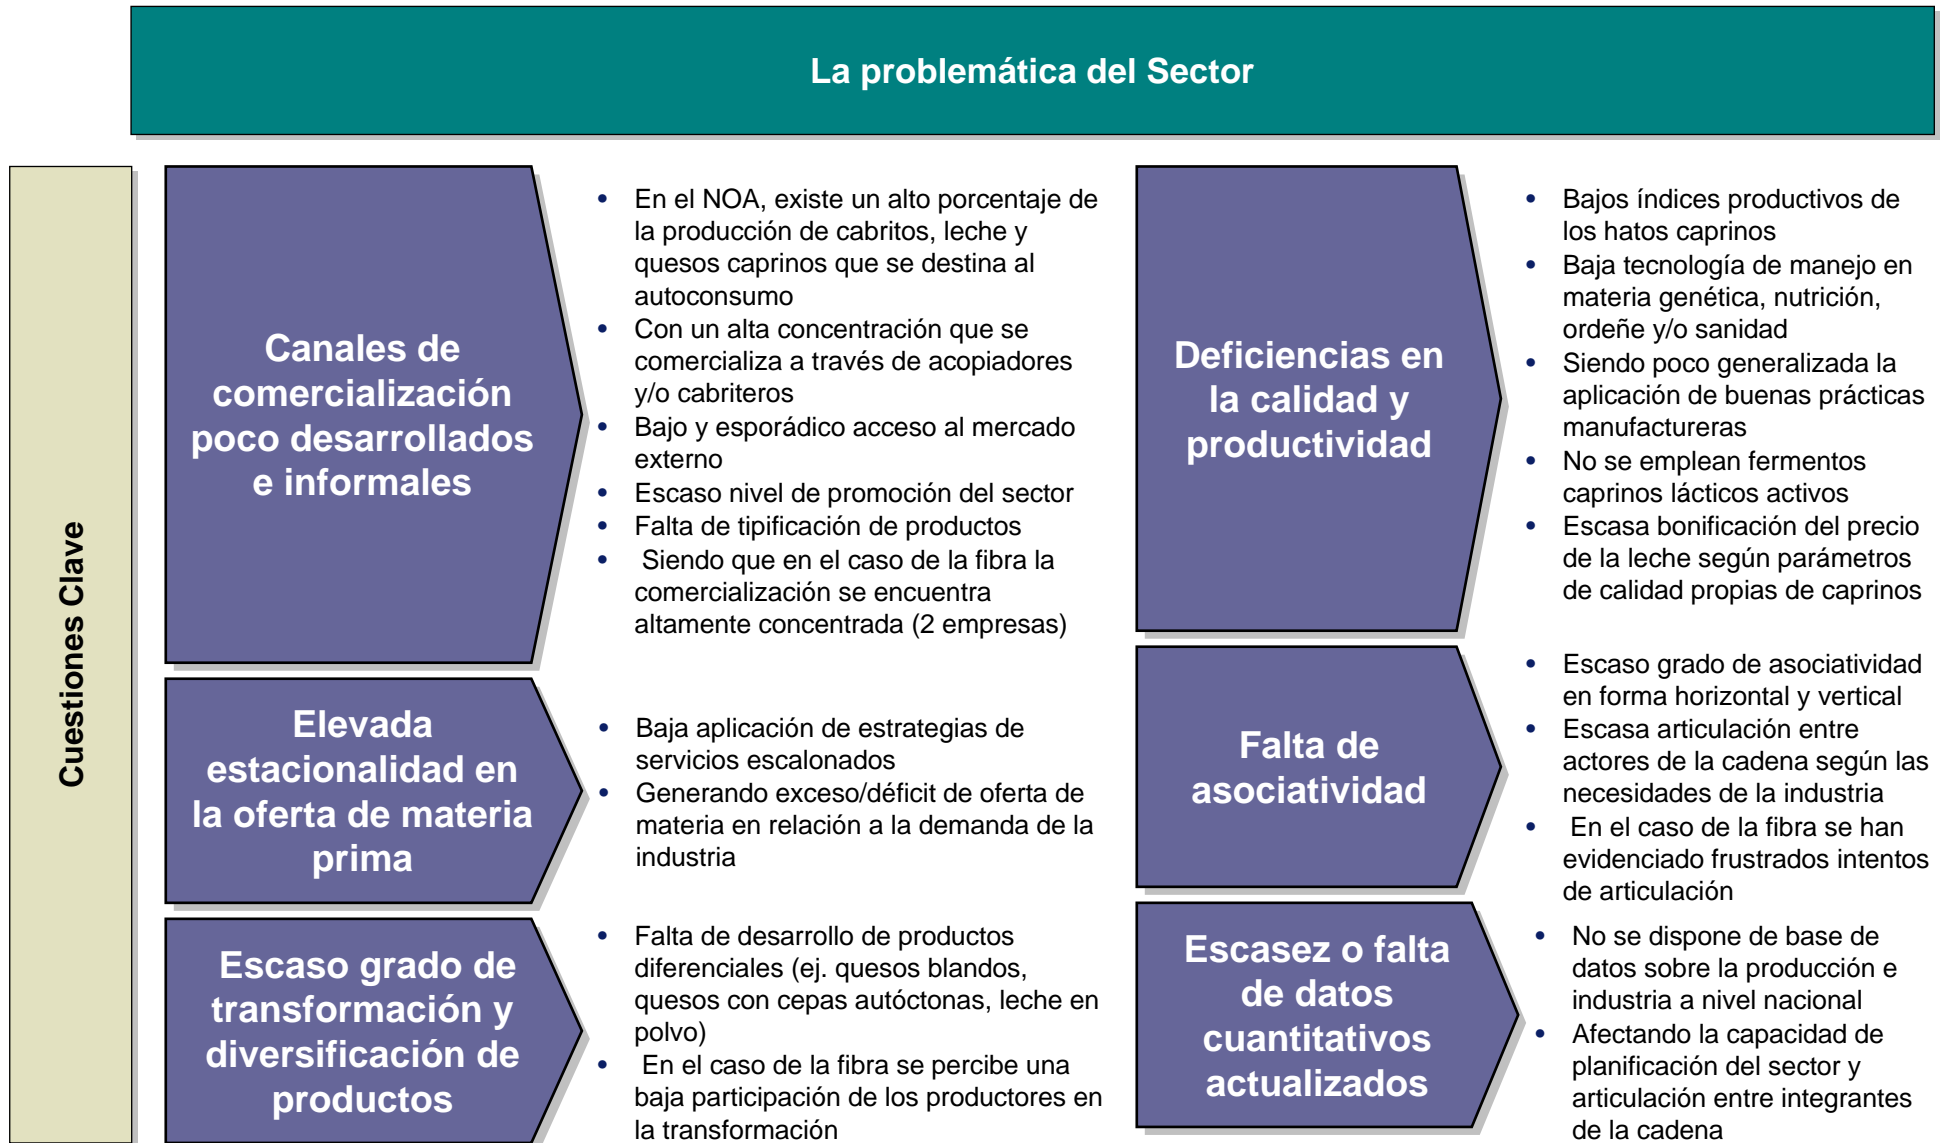 La problemática del Sector
Cuestiones Clave
Canales de
comercialización
poco desarrollados
e informales
• En el NOA, existe un alto porcentaje de
la producción de cabritos, leche y
quesos caprinos que se destina al
autoconsumo
• Con un alta concentración que se
comercializa a través de acopiadores
y/o cabriteros
• Bajo y esporádico acceso al mercado
externo
• Escaso nivel de promoción del sector
• Falta de tipificación de productos
• Siendo que en el caso de la fibra la
comercialización se encuentra
altamente concentrada (2 empresas)
Elevada
estacionalidad en
la oferta de materia
prima
• Baja aplicación de estrategias de
servicios escalonados
• Generando exceso/déficit de oferta de
materia en relación a la demanda de la
industria
Escaso grado de
transformación y
diversificación de
productos
• Falta de desarrollo de productos
diferenciales (ej. quesos blandos,
quesos con cepas autóctonas, leche en
polvo)
• En el caso de la fibra se percibe una
baja participación de los productores en
la transformación
Deficiencias en
la calidad y
productividad
• Bajos índices productivos de
los hatos caprinos
• Baja tecnología de manejo en
materia genética, nutrición,
ordeñe y/o sanidad
• Siendo poco generalizada la
aplicación de buenas prácticas
manufactureras
• No se emplean fermentos
caprinos lácticos activos
• Escasa bonificación del precio
de la leche según parámetros
de calidad propias de caprinos
Falta de
asociatividad
• Escaso grado de asociatividad
en forma horizontal y vertical
• Escasa articulación entre
actores de la cadena según las
necesidades de la industria
• En el caso de la fibra se han
evidenciado frustrados intentos
de articulación
Escasez o falta
de datos
cuantitativos
actualizados
• No se dispone de base de
datos sobre la producción e
industria a nivel nacional
• Afectando la capacidad de
planificación del sector y
articulación entre integrantes
de la cadena